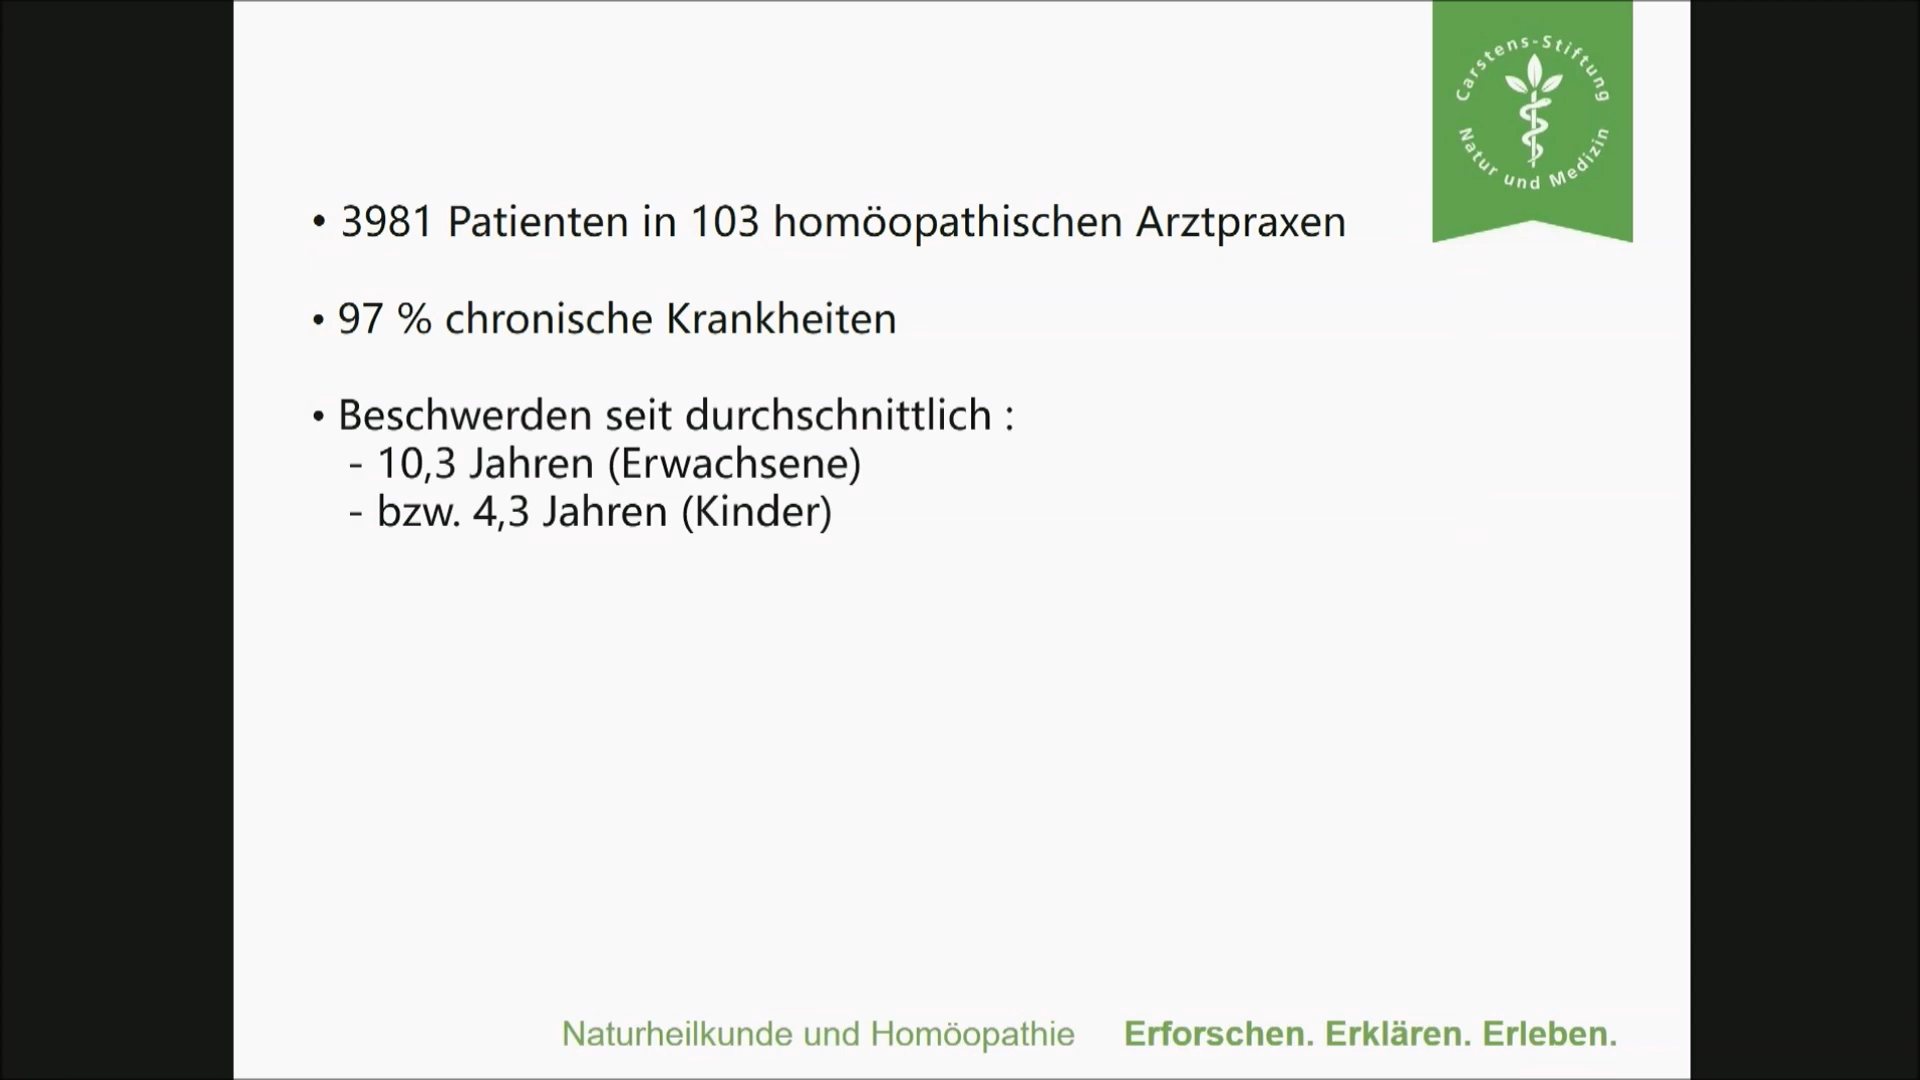 Carstens-Stiftung
Natur und Medizin
• 3981 Patienten in 103 homöopathischen Arztpraxen
• 97 % chronische Krankheiten
• Beschwerden seit durchschnittlich :
- 10,3 Jahren (Erwachsene)
- bzw. 4,3 Jahren (Kinder)
Naturheilkunde und Homöopathie Erforschen. Erklären. Erleben.